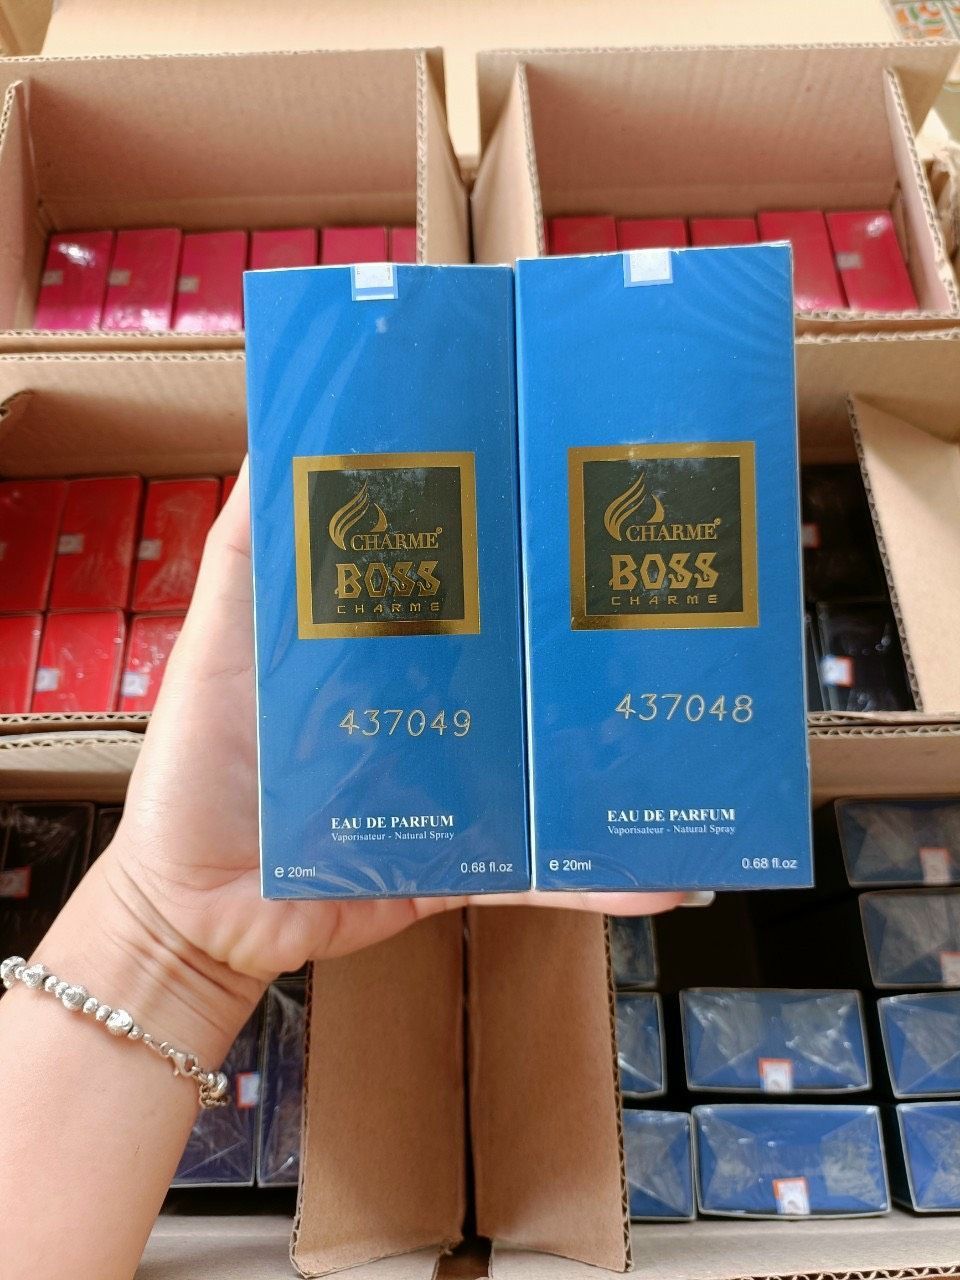 CHARME®
BOSS
CHARME
437049
EAU DE PARFUM
Vaporisateur - Natural Spray
e 20ml
0.68 fl.oz
CHARME®
BOSS
CHARME
437048
EAU DE PARFUM
Vaporisateur - Natural Spray
e 20ml
0.68 fl.oz